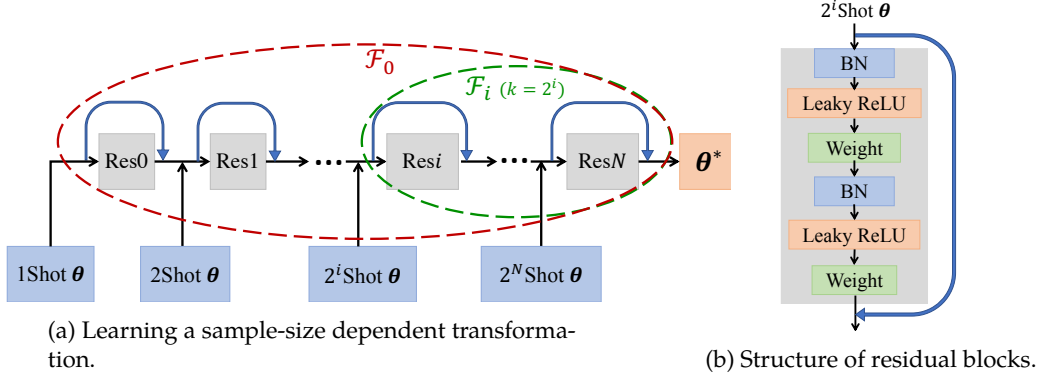 𝓕₀
𝓕ᵢ (k = 2ⁱ)
Res0
Res1
Resi
ResN
θ*
1Shot θ
2Shot θ
2ⁱShot θ
2ᴺShot θ
(a) Learning a sample-size dependent transforma-
tion.
2ⁱShot θ
BN
Leaky ReLU
Weight
BN
Leaky ReLU
Weight
(b) Structure of residual blocks.